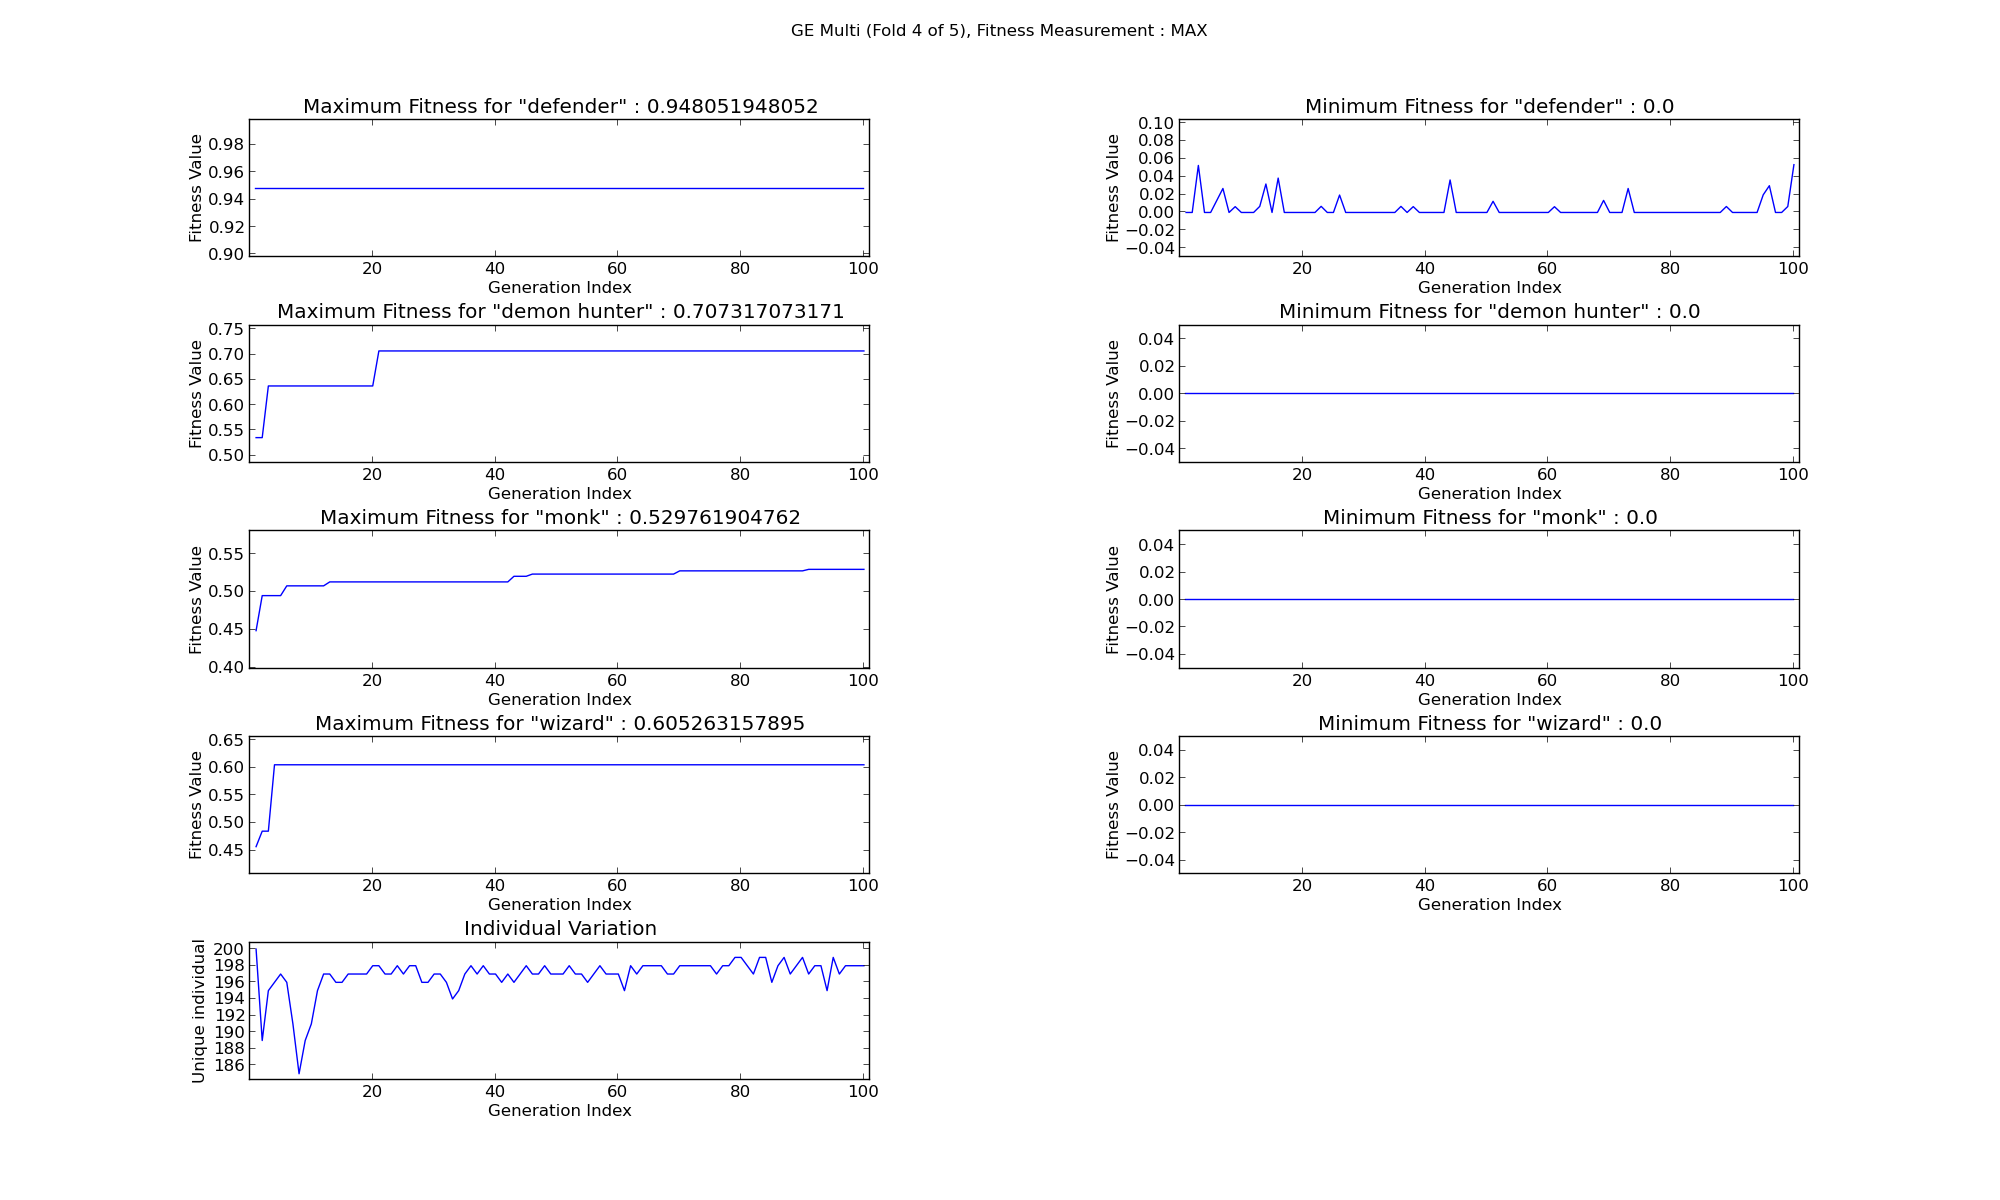 GE Multi (Fold 4 of 5), Fitness Measurement : MAX
Maximum Fitness for "defender" : 0.948051948052
Fitness Value
0.98
0.96
0.94
0.92
0.90
20 40 60 80 100
Generation Index
Minimum Fitness for "defender" : 0.0
Fitness Value
0.10
0.08
0.06
0.04
0.02
0.00
−0.02
−0.04
20 40 60 80 100
Generation Index
Maximum Fitness for "demon hunter" : 0.707317073171
Fitness Value
0.75
0.70
0.65
0.60
0.55
0.50
20 40 60 80 100
Generation Index
Minimum Fitness for "demon hunter" : 0.0
Fitness Value
0.04
0.02
0.00
−0.02
−0.04
20 40 60 80 100
Generation Index
Maximum Fitness for "monk" : 0.529761904762
Fitness Value
0.55
0.50
0.45
0.40
20 40 60 80 100
Generation Index
Minimum Fitness for "monk" : 0.0
Fitness Value
0.04
0.02
0.00
−0.02
−0.04
20 40 60 80 100
Generation Index
Maximum Fitness for "wizard" : 0.605263157895
Fitness Value
0.65
0.60
0.55
0.50
0.45
20 40 60 80 100
Generation Index
Minimum Fitness for "wizard" : 0.0
Fitness Value
0.04
0.02
0.00
−0.02
−0.04
20 40 60 80 100
Generation Index
Individual Variation
Unique individual
200
198
196
194
192
190
188
186
20 40 60 80 100
Generation Index